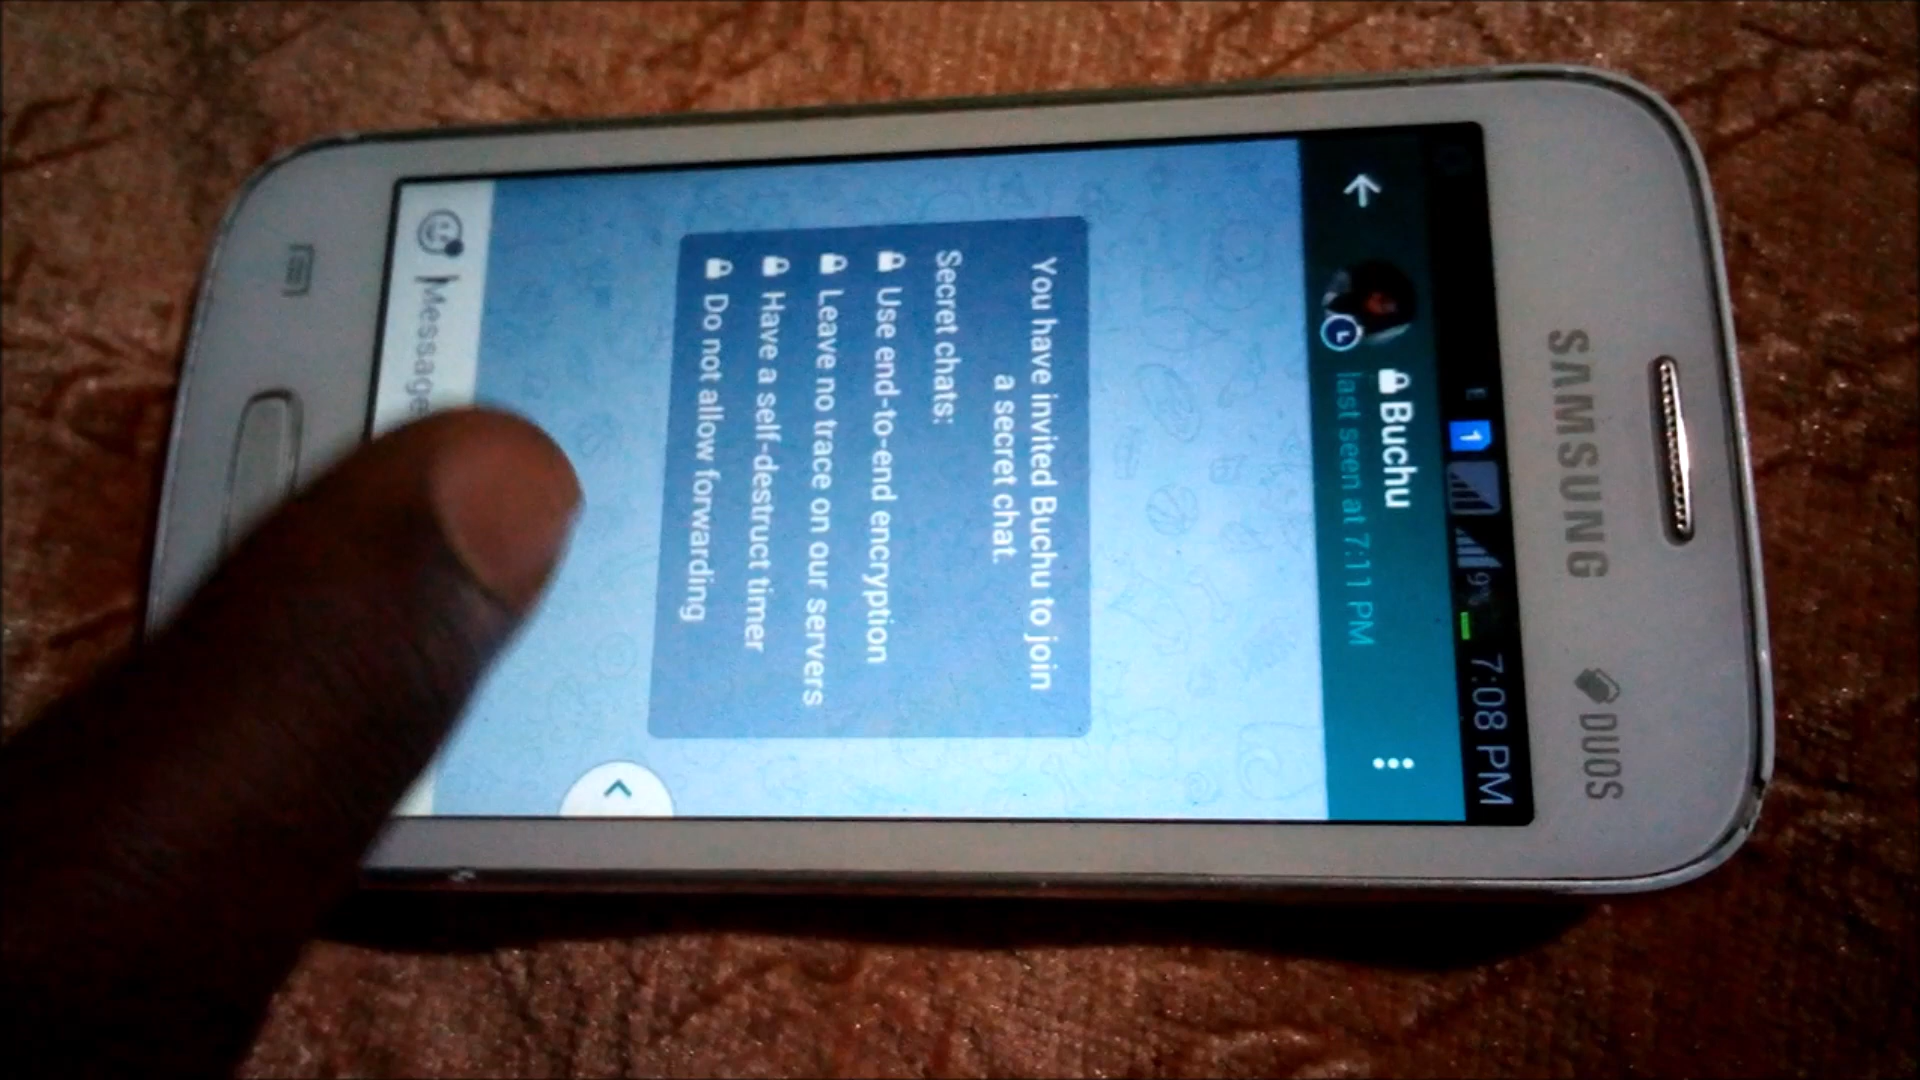 SAMSUNG DUOS
E 1 9% 7:08 PM
Buchu
last seen at 7:11 PM
You have invited Buchu to join
a secret chat.
Secret chats:
Use end-to-end encryption
Leave no trace on our servers
Have a self-destruct timer
Do not allow forwarding
Message